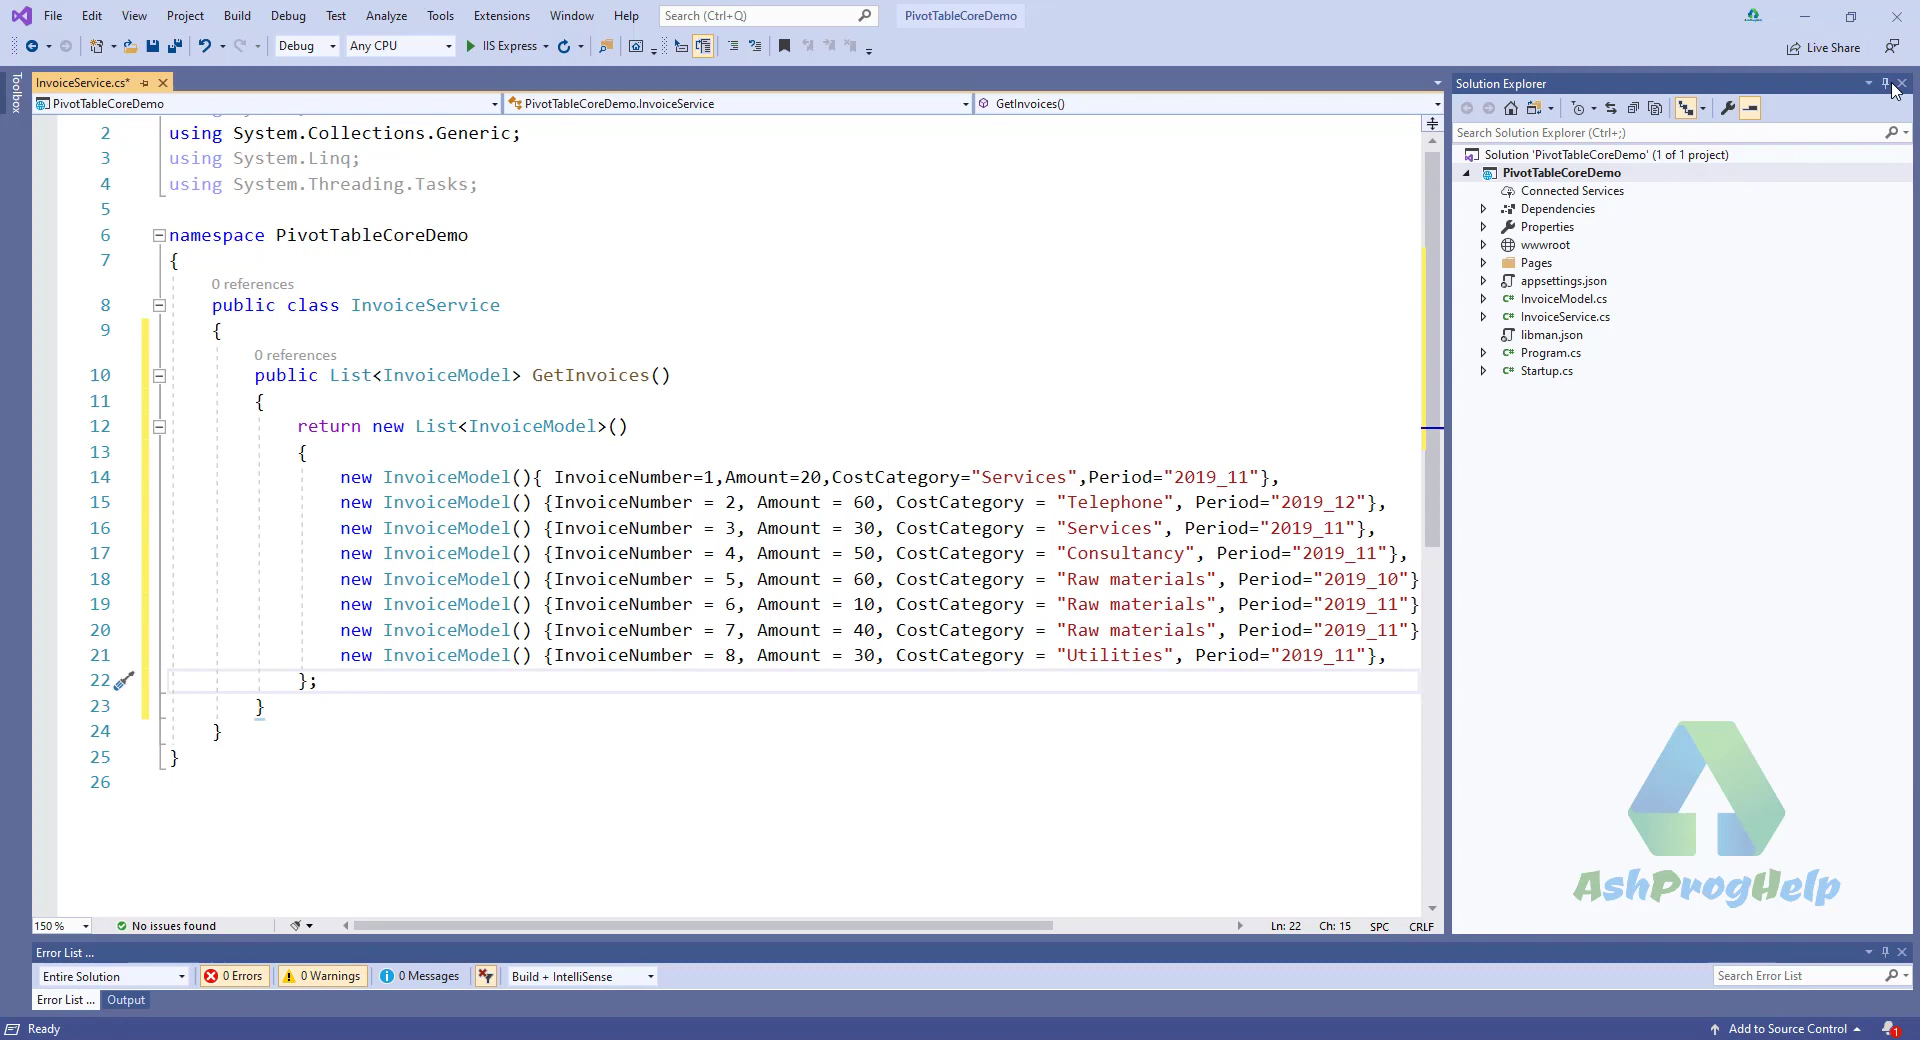 File Edit View Project Build Debug Test Analyze Tools Extensions Window Help Search (Ctrl+Q) PivotTableCoreDemo
Debug Any CPU IIS Express Live Share
Toolbox
InvoiceService.cs*
PivotTableCoreDemo PivotTableCoreDemo.InvoiceService GetInvoices()
2 using System.Collections.Generic;
3 using System.Linq;
4 using System.Threading.Tasks;
5
6 namespace PivotTableCoreDemo
7 {
0 references
8 public class InvoiceService
9 {
0 references
10 public List<InvoiceModel> GetInvoices()
11 {
12 return new List<InvoiceModel>()
13 {
14 new InvoiceModel(){ InvoiceNumber=1,Amount=20,CostCategory="Services",Period="2019_11"},
15 new InvoiceModel() {InvoiceNumber = 2, Amount = 60, CostCategory = "Telephone", Period="2019_12"},
16 new InvoiceModel() {InvoiceNumber = 3, Amount = 30, CostCategory = "Services", Period="2019_11"},
17 new InvoiceModel() {InvoiceNumber = 4, Amount = 50, CostCategory = "Consultancy", Period="2019_11"},
18 new InvoiceModel() {InvoiceNumber = 5, Amount = 60, CostCategory = "Raw materials", Period="2019_10"}
19 new InvoiceModel() {InvoiceNumber = 6, Amount = 10, CostCategory = "Raw materials", Period="2019_11"}
20 new InvoiceModel() {InvoiceNumber = 7, Amount = 40, CostCategory = "Raw materials", Period="2019_11"}
21 new InvoiceModel() {InvoiceNumber = 8, Amount = 30, CostCategory = "Utilities", Period="2019_11"},
22 };
23 }
24 }
25 }
26
150 % No issues found Ln: 22 Ch: 15 SPC CRLF
Solution Explorer
Search Solution Explorer (Ctrl+;)
Solution 'PivotTableCoreDemo' (1 of 1 project)
PivotTableCoreDemo
Connected Services
Dependencies
Properties
wwwroot
Pages
appsettings.json
C# InvoiceModel.cs
C# InvoiceService.cs
libman.json
C# Program.cs
C# Startup.cs
AshProgHelp
Error List ...
Entire Solution 0 Errors 0 Warnings 0 Messages Build + IntelliSense Search Error List
Error List ... Output
Ready Add to Source Control 1